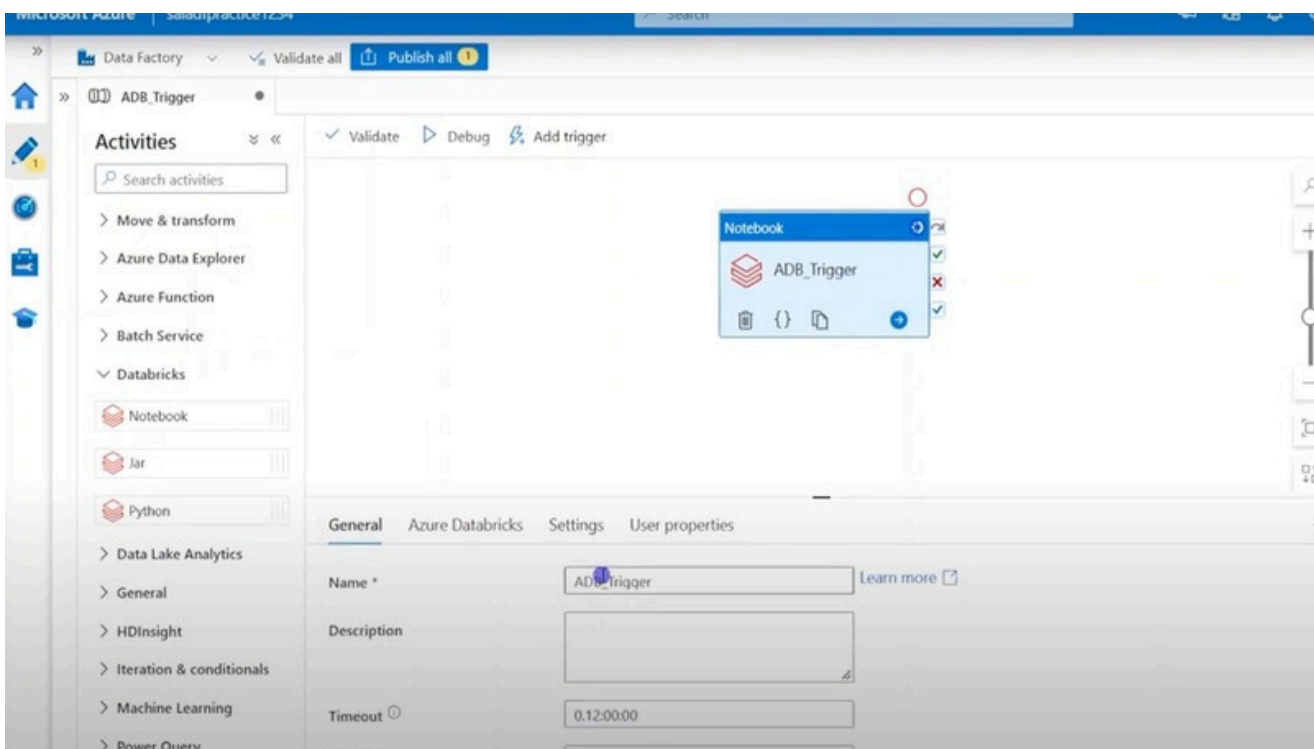 Microsoft Azure
saladfpractice1234
Search
Data Factory
Validate all
Publish all 1
ADB_Trigger
Activities
Validate
Debug
Add trigger
Search activities
Move & transform
Azure Data Explorer
Azure Function
Batch Service
Databricks
Notebook
Jar
Python
Data Lake Analytics
General
HDInsight
Iteration & conditionals
Machine Learning
Power Query
1
Notebook
ADB_Trigger
{}
General
Azure Databricks
Settings
User properties
Name *
ADB_Trigger
Learn more
Description
Timeout
0.12:00:00